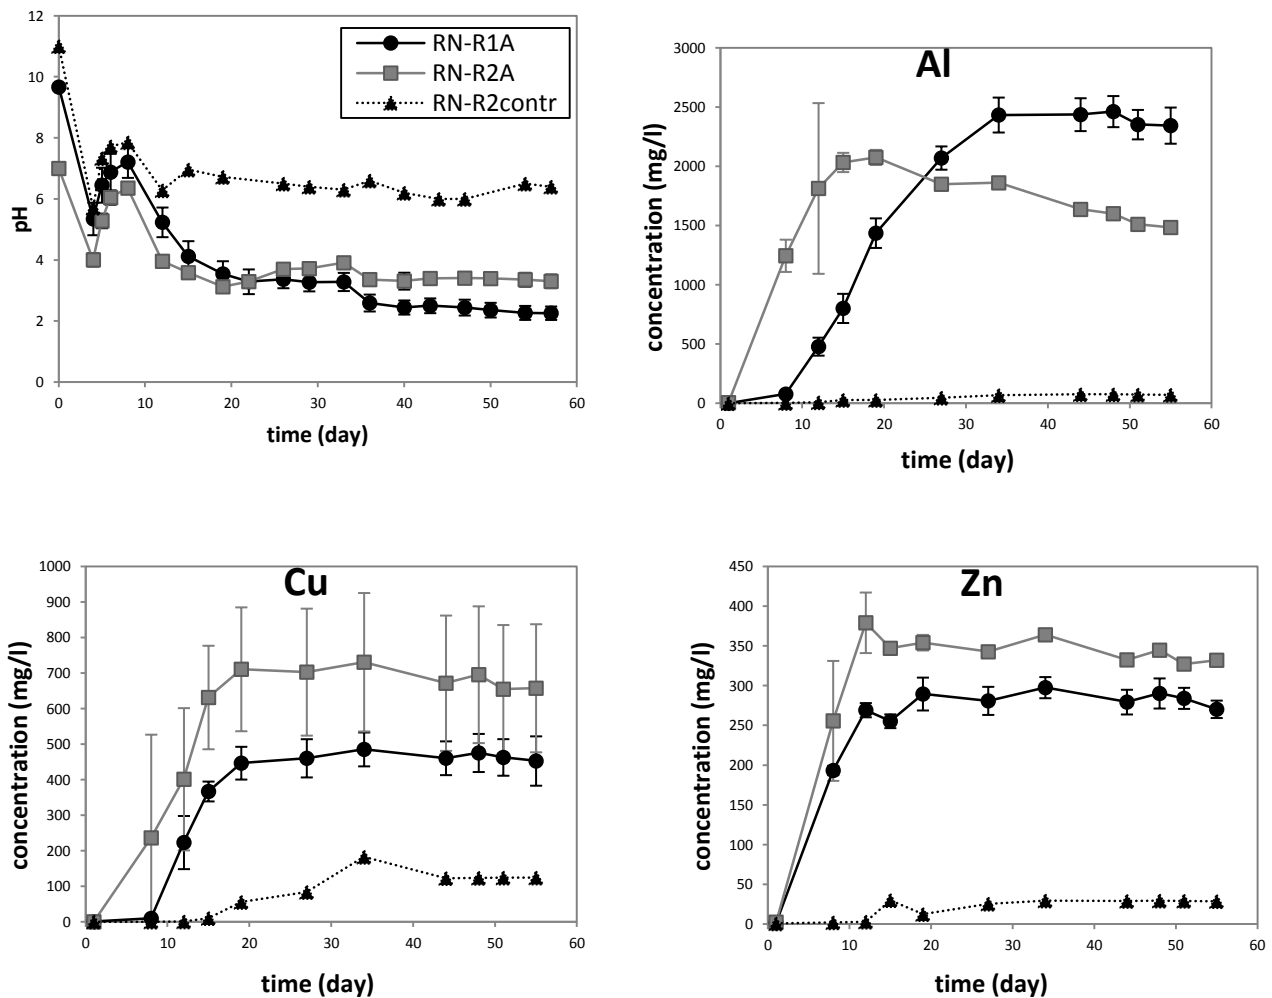 12
10
8
6
4
2
0
pH
RN-R1A
RN-R2A
RN-R2contr
0 10 20 30 40 50 60
time (day)
Al
3000
2500
2000
1500
1000
500
0
concentration (mg/l)
0 10 20 30 40 50 60
time (day)
Cu
1000
900
800
700
600
500
400
300
200
100
0
concentration (mg/l)
0 10 20 30 40 50 60
time (day)
Zn
450
400
350
300
250
200
150
100
50
0
concentration (mg/l)
0 10 20 30 40 50 60
time (day)